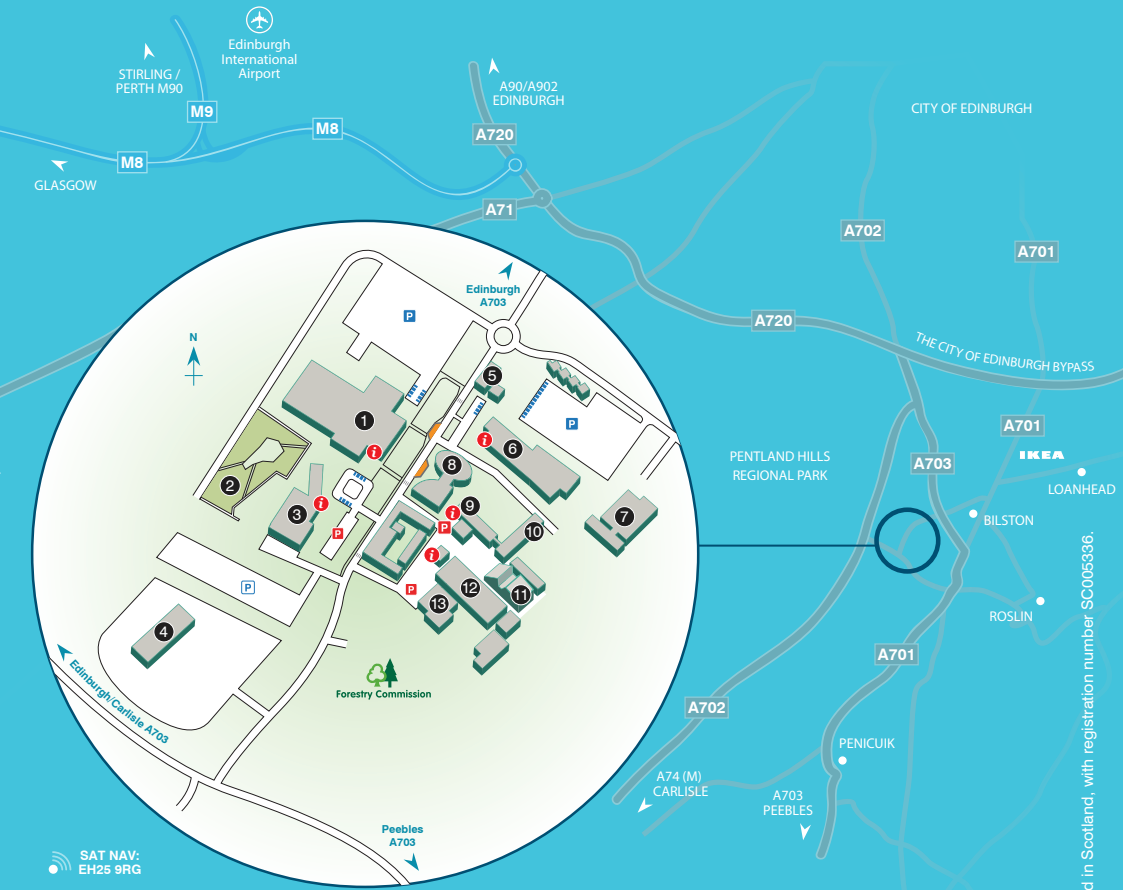 Edinburgh
International
Airport
STIRLING /
PERTH M90
M9
M8
M8
GLASGOW
A90/A902
EDINBURGH
A720
A71
CITY OF EDINBURGH
A702
A701
A720
THE CITY OF EDINBURGH BYPASS
A701
IKEA
LOANHEAD
PENTLAND HILLS
REGIONAL PARK
A703
BILSTON
ROSLIN
A701
A702
PENICUIK
A74 (M)
CARLISLE
A703
PEEBLES
N
Edinburgh
A703
P
5
1
i
i
6
P
2
8
3
i
9
i
P
P
7
10
i
P
12
11
P
13
4
Forestry Commission
Edinburgh/Carlisle A703
Peebles
A703
SAT NAV:
EH25 9RG
d in Scotland, with registration number SC005336.